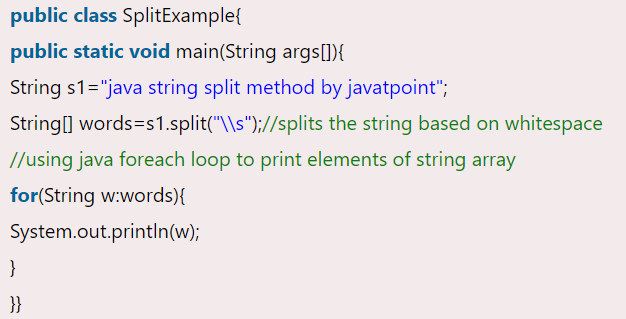 public class SplitExample{
public static void main(String args[]){
String s1="java string split method by javatpoint";
String[] words=s1.split("\\s");//splits the string based on whitespace
//using java foreach loop to print elements of string array
for(String w:words){
System.out.println(w);
}
}}